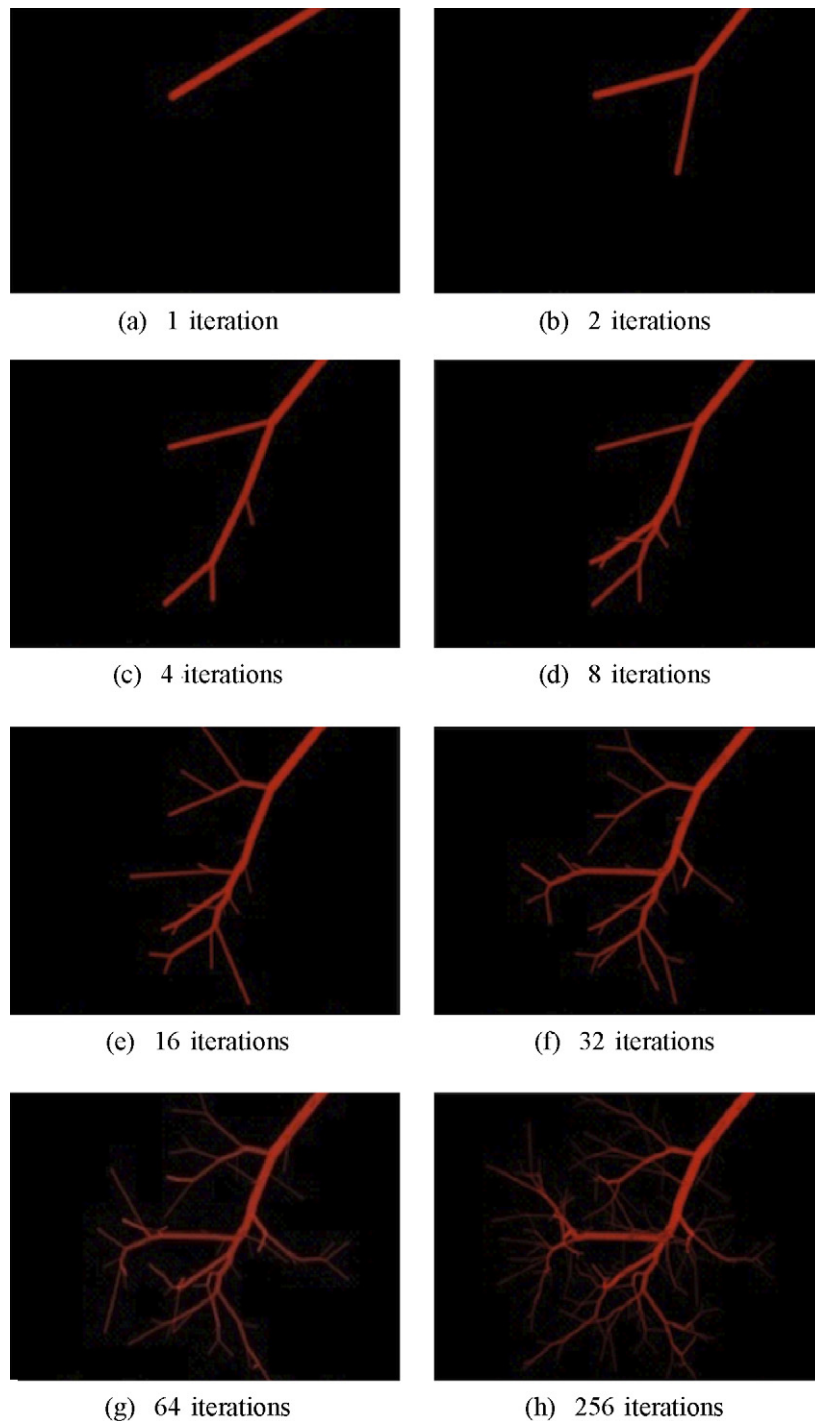 (a) 1 iteration
(b) 2 iterations
(c) 4 iterations
(d) 8 iterations
(e) 16 iterations
(f) 32 iterations
(g) 64 iterations
(h) 256 iterations